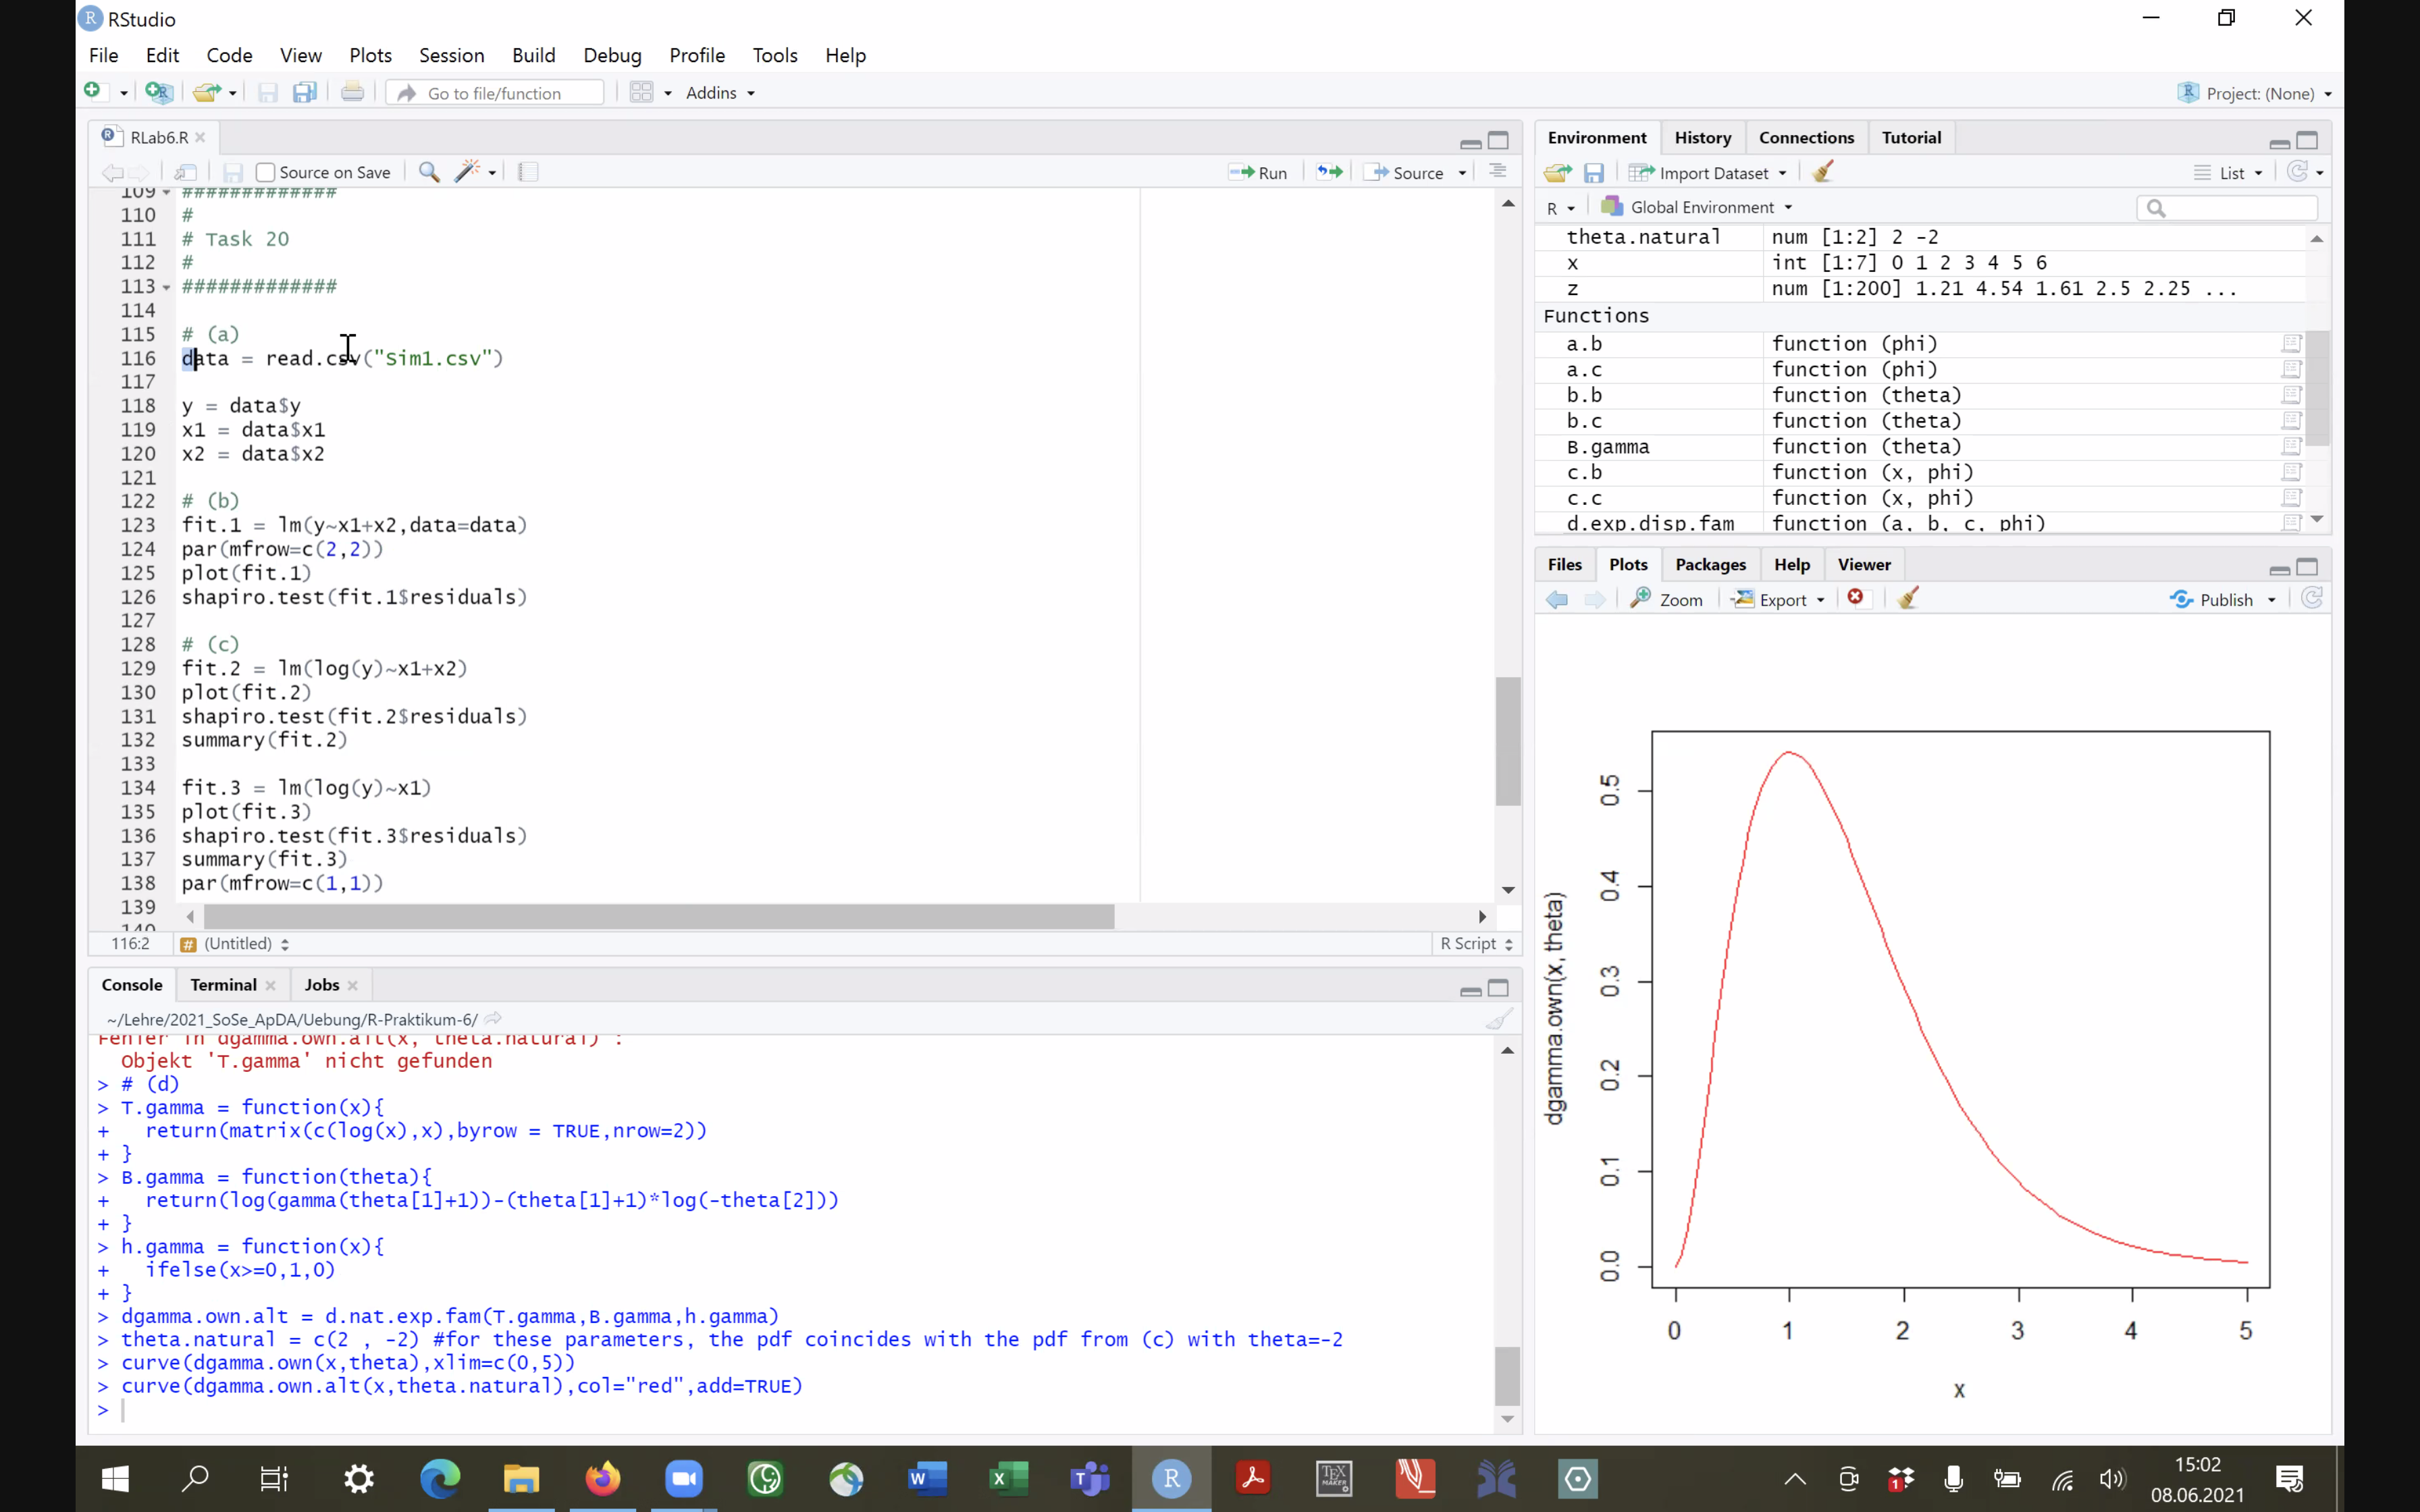 RStudio
File Edit Code View Plots Session Build Debug Profile Tools Help
Go to file/function Addins Project: (None)
RLab6.R
Source on Save Run Source
109 #############
110 #
111 # Task 20
112 #
113 #############
114
115 # (a)
116 data = read.csv("Sim1.csv")
117
118 y = data$y
119 x1 = data$x1
120 x2 = data$x2
121
122 # (b)
123 fit.1 = lm(y~x1+x2,data=data)
124 par(mfrow=c(2,2))
125 plot(fit.1)
126 shapiro.test(fit.1$residuals)
127
128 # (c)
129 fit.2 = lm(log(y)~x1+x2)
130 plot(fit.2)
131 shapiro.test(fit.2$residuals)
132 summary(fit.2)
133
134 fit.3 = lm(log(y)~x1)
135 plot(fit.3)
136 shapiro.test(fit.3$residuals)
137 summary(fit.3)
138 par(mfrow=c(1,1))
139
140
116:2 # (Untitled) R Script
Console Terminal Jobs
~/Lehre/2021_SoSe_ApDA/Uebung/R-Praktikum-6/
Fehler in dgamma.own.alt(x, theta.natural) :
Objekt 'T.gamma' nicht gefunden
> # (d)
> T.gamma = function(x){
+ return(matrix(c(log(x),x),byrow = TRUE,nrow=2))
+ }
> B.gamma = function(theta){
+ return(log(gamma(theta[1]+1))-(theta[1]+1)*log(-theta[2]))
+ }
> h.gamma = function(x){
+ ifelse(x>=0,1,0)
+ }
> dgamma.own.alt = d.nat.exp.fam(T.gamma,B.gamma,h.gamma)
> theta.natural = c(2 , -2) #for these parameters, the pdf coincides with the pdf from (c) with theta=-2
> curve(dgamma.own(x,theta),xlim=c(0,5))
> curve(dgamma.own.alt(x,theta.natural),col="red",add=TRUE)
>
Environment History Connections Tutorial
Import Dataset List
R Global Environment
theta.natural num [1:2] 2 -2
x int [1:7] 0 1 2 3 4 5 6
z num [1:200] 1.21 4.54 1.61 2.5 2.25 ...
Functions
a.b function (phi)
a.c function (phi)
b.b function (theta)
b.c function (theta)
B.gamma function (theta)
c.b function (x, phi)
c.c function (x, phi)
d.exp.disp.fam function (a, b, c, phi)
Files Plots Packages Help Viewer
Zoom Export Publish
dgamma.own(x, theta)
0.5
0.4
0.3
0.2
0.1
0.0
0 1 2 3 4 5
x
15:02
08.06.2021